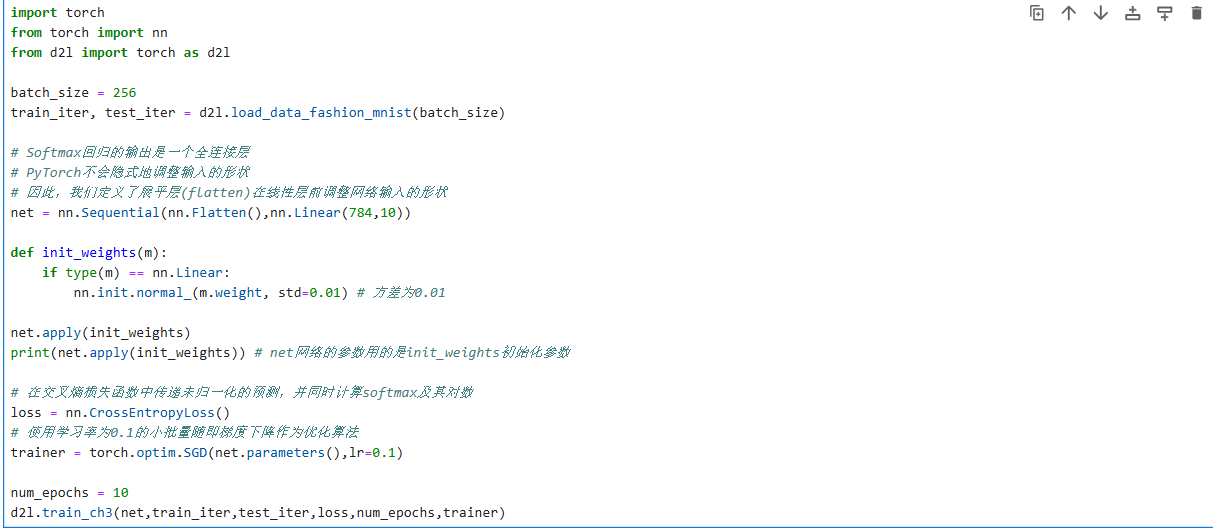 import torch
from torch import nn
from d2l import torch as d2l
batch_size = 256
train_iter, test_iter = d2l.load_data_fashion_mnist(batch_size)
# Softmax回归的输出是一个全连接层
# PyTorch不会隐式地调整输入的形状
# 因此，我们定义了展平层(flatten)在线性层前调整网络输入的形状
net = nn.Sequential(nn.Flatten(),nn.Linear(784,10))
def init_weights(m):
    if type(m) == nn.Linear:
        nn.init.normal_(m.weight, std=0.01) # 方差为0.01
net.apply(init_weights)
print(net.apply(init_weights)) # net网络的参数用的是init_weights初始化参数
# 在交叉熵损失函数中传递未归一化的预测，并同时计算softmax及其对数
loss = nn.CrossEntropyLoss()
# 使用学习率为0.1的小批量随即梯度下降作为优化算法
trainer = torch.optim.SGD(net.parameters(),lr=0.1)
num_epochs = 10
d2l.train_ch3(net,train_iter,test_iter,loss,num_epochs,trainer)